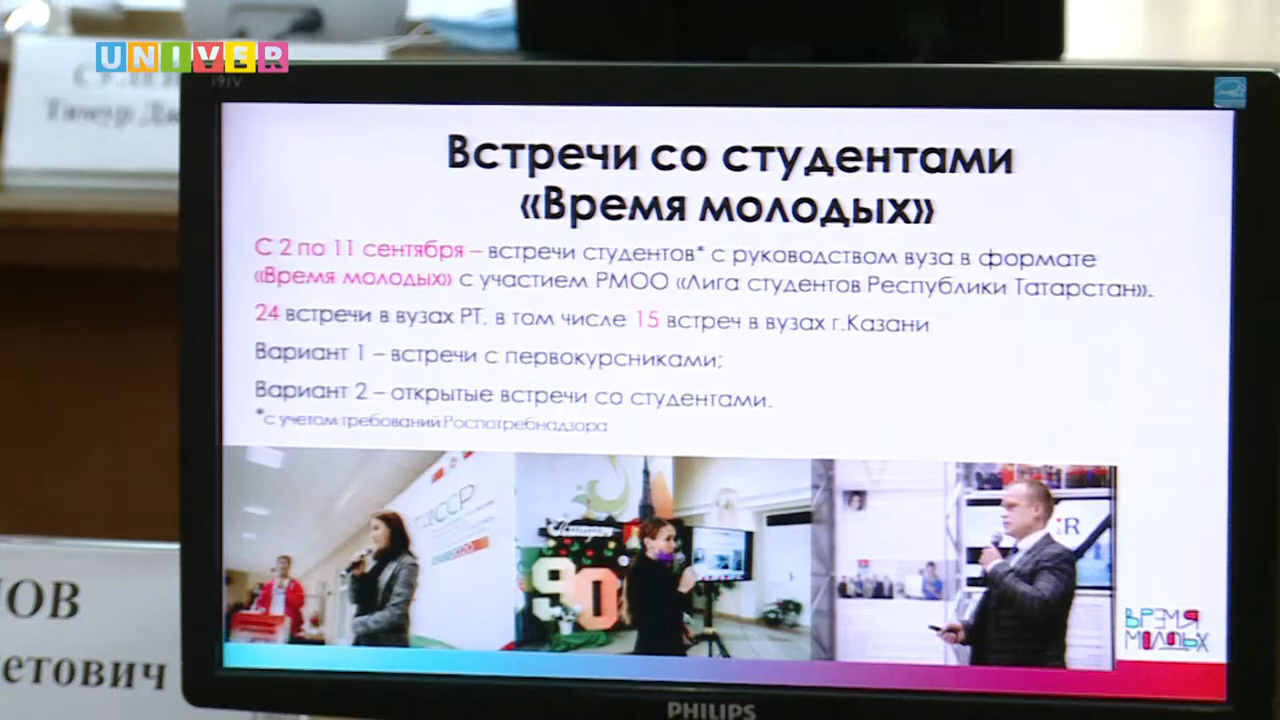 UNIVER
Тимур
Встречи со студентами
«Время молодых»
С 2 по 11 сентября – встречи студентов* с руководством вуза в формате
«Время молодых» с участием РМОО «Лига студентов Республики Татарстан».
24 встречи в вузах РТ, в том числе 15 встреч в вузах г.Казани
Вариант 1 – встречи с первокурсниками;
Вариант 2 – открытые встречи со студентами.
*с учетом требований Роспотребнадзора
90
ВРЕМЯ
МОЛОДЫХ
ОВ
етович
PHILIPS